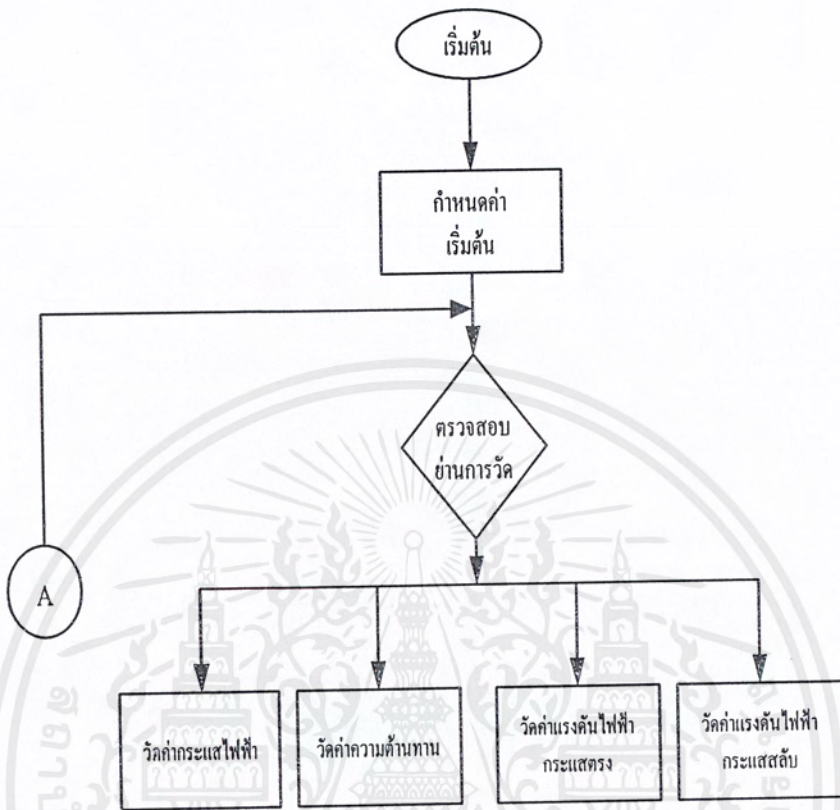 เริ่มต้น
กำหนดค่า
เริ่มต้น
ตรวจสอบ
ย่านการวัด
A
วัดค่ากระแสไฟฟ้า
วัดค่าความต้านทาน
วัดค่าแรงดันไฟฟ้า
กระแสตรง
วัดค่าแรงดันไฟฟ้า
กระแสสลับ